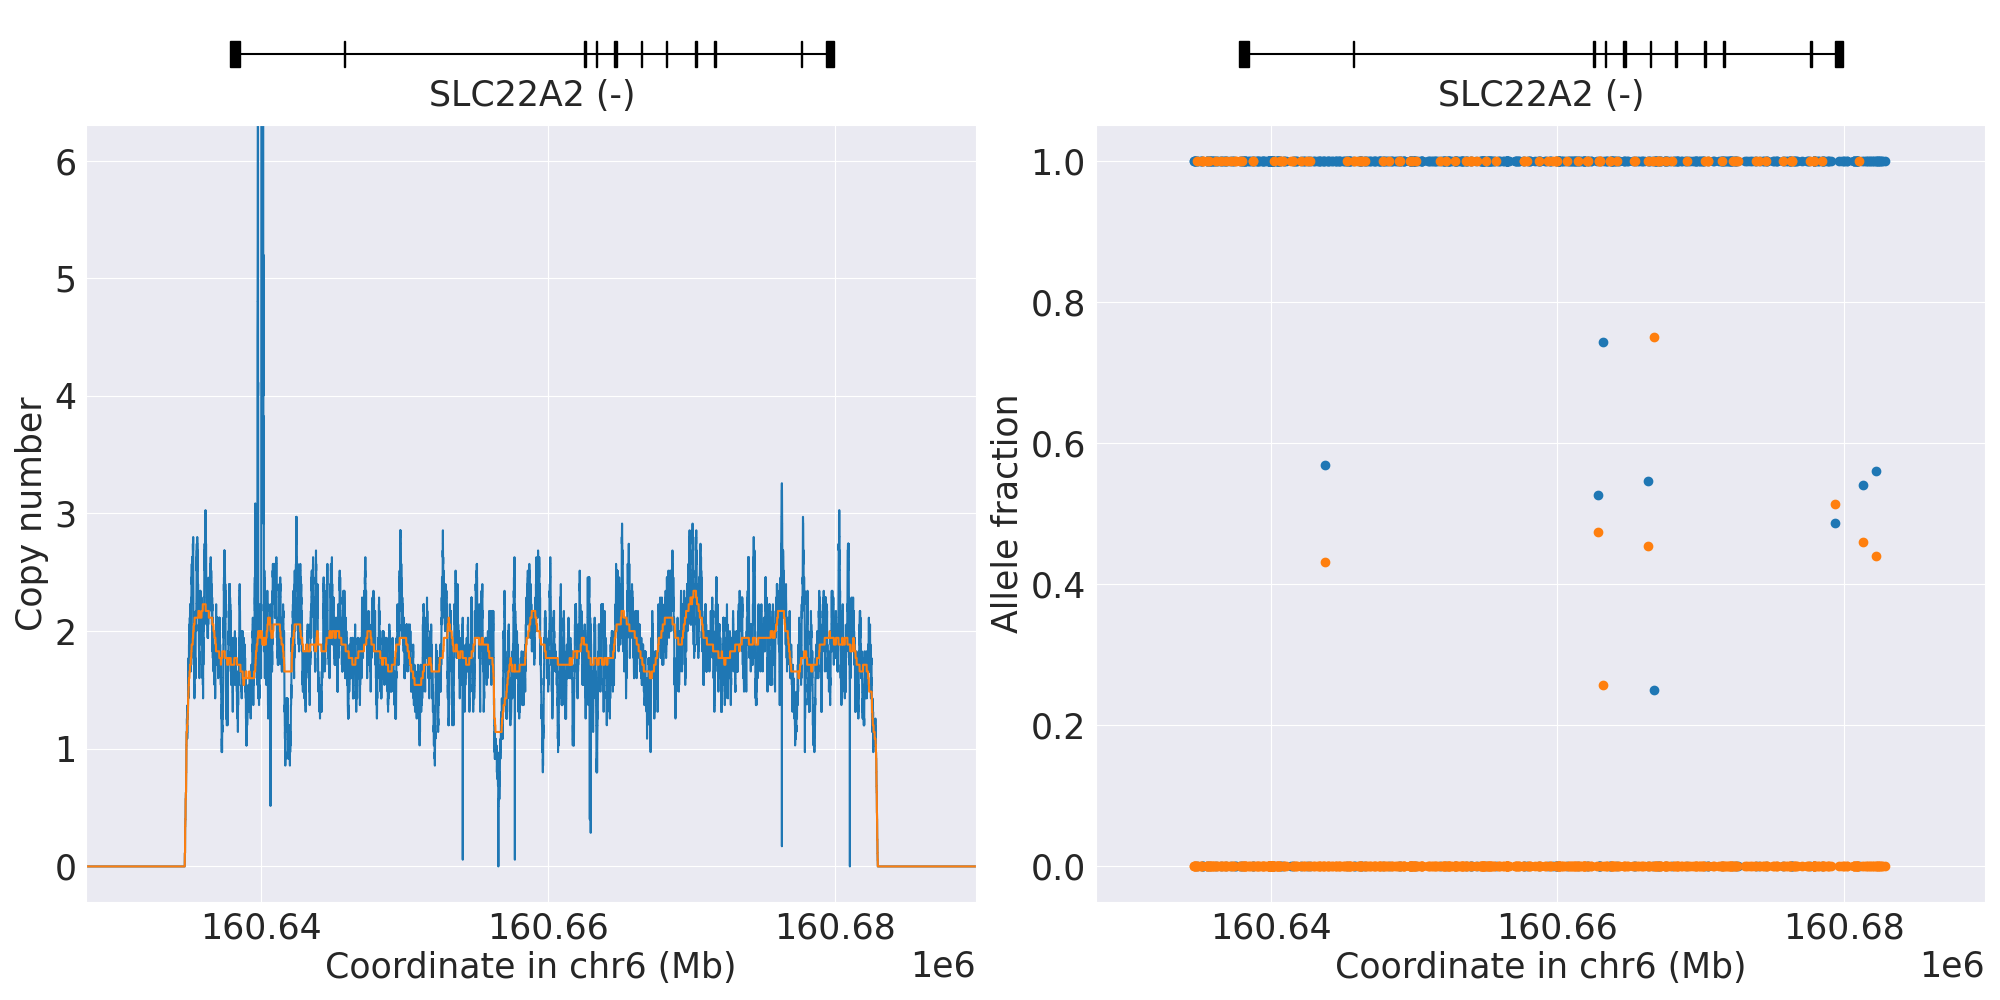 SLC22A2 (-)
SLC22A2 (-)
Copy number
6
5
4
3
2
1
0
160.64
160.66
160.68
Coordinate in chr6 (Mb)
1e6
Allele fraction
1.0
0.8
0.6
0.4
0.2
0.0
160.64
160.66
160.68
Coordinate in chr6 (Mb)
1e6